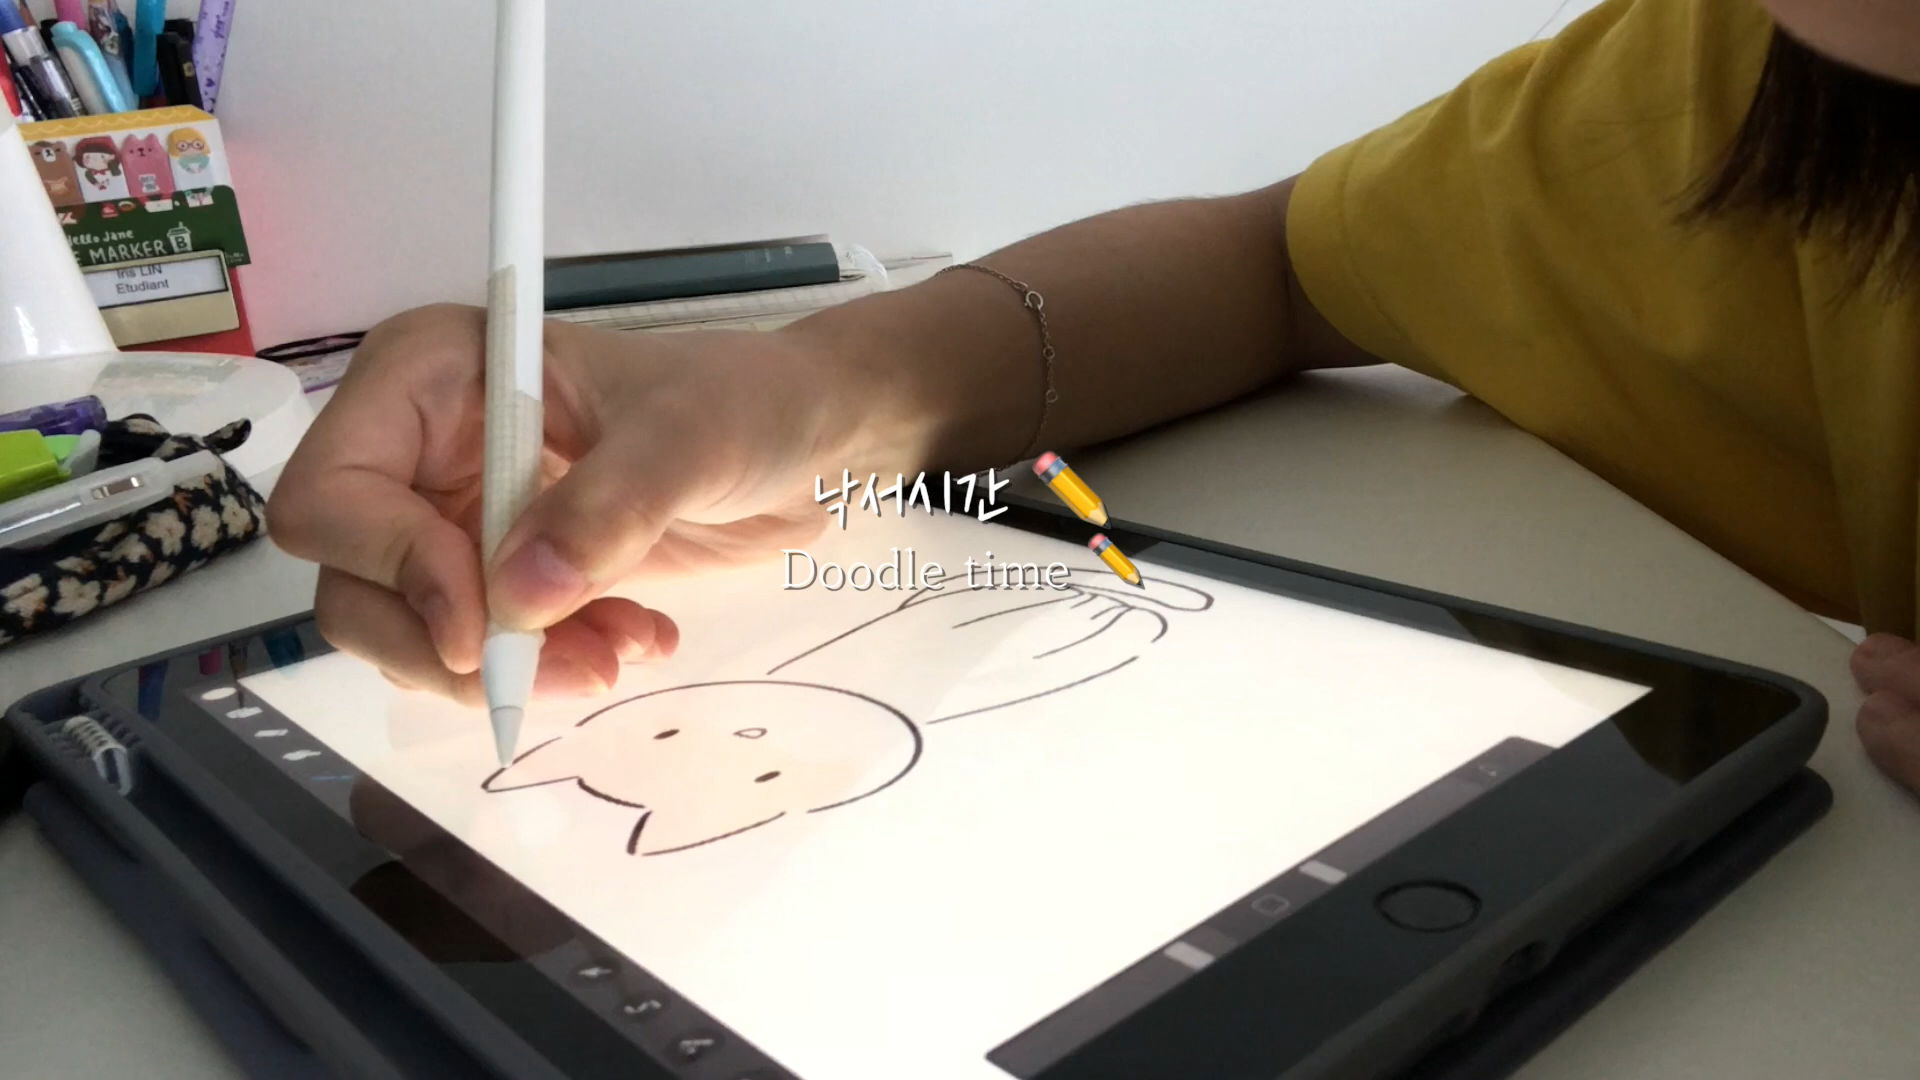 Hello Jane
E MARKER B
Iris LIN
Etudiant
낙서시간 ✏️
Doodle time ✏️